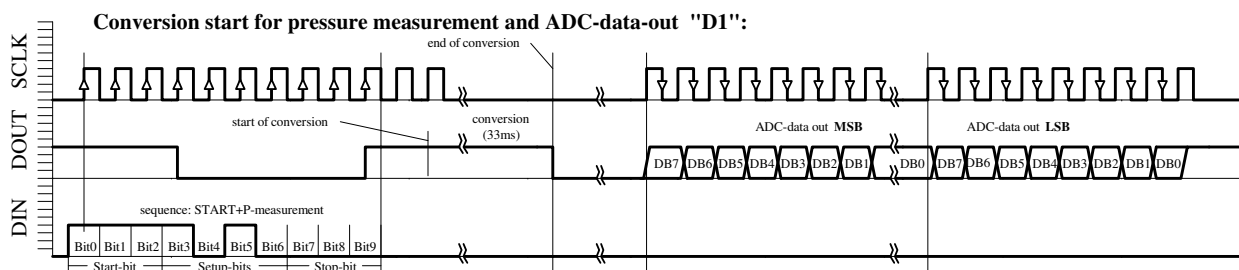 Conversion start for pressure measurement and ADC-data-out "D1":
end of conversion
SCLK
start of conversion
conversion
(33ms)
ADC-data out MSB
ADC-data out LSB
DOUT
DB7 DB6 DB5 DB4 DB3 DB2 DB1 DB0 DB7 DB6 DB5 DB4 DB3 DB2 DB1 DB0
sequence: START+P-measurement
DIN
Bit0 Bit1 Bit2 Bit3 Bit4 Bit5 Bit6 Bit7 Bit8 Bit9
Start-bit Setup-bits Stop-bit